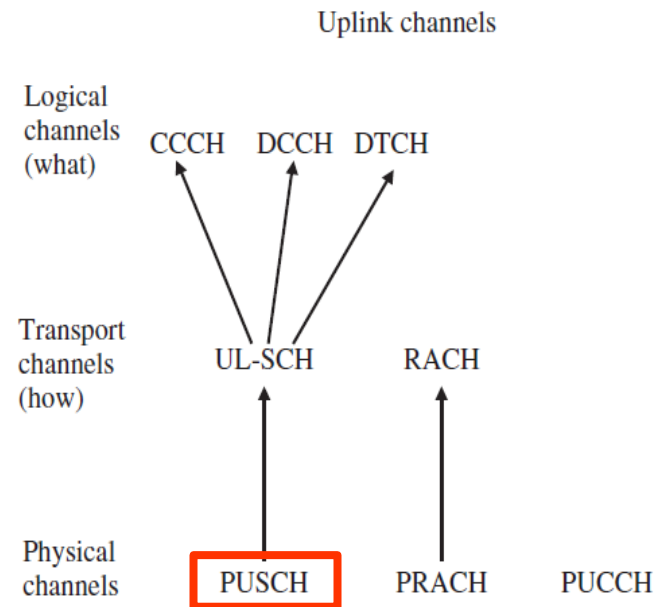 Uplink channels
Logical
channels
(what)
CCCH DCCH DTCH
Transport
channels
(how)
UL-SCH RACH
Physical
channels
PUSCH PRACH PUCCH